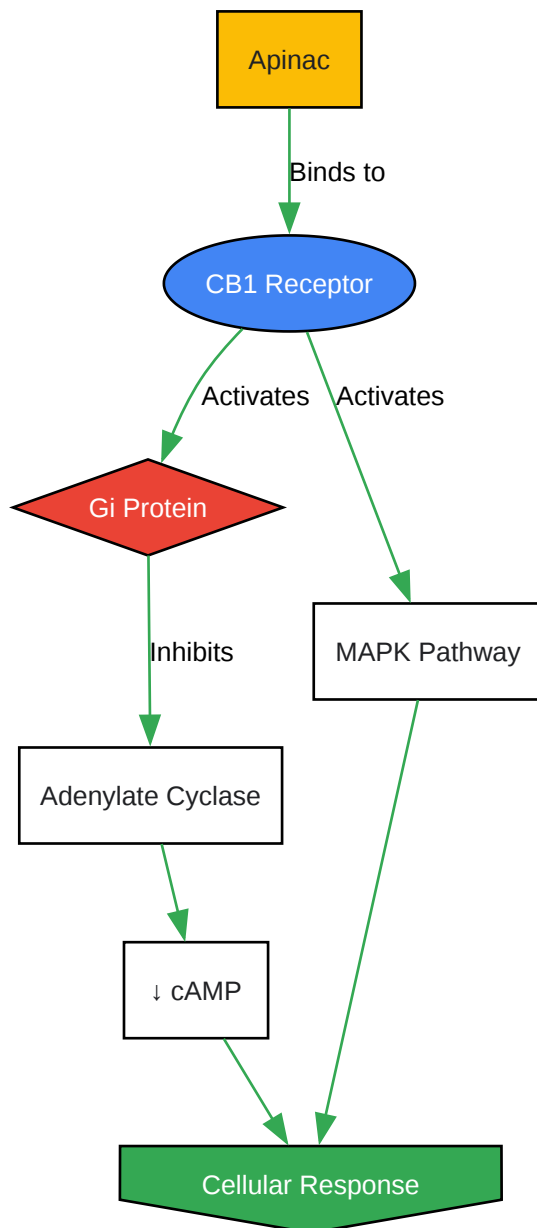 Apinac
Binds to
CB1 Receptor
Activates
Activates
Gi Protein
Inhibits
MAPK Pathway
Adenylate Cyclase
↓ cAMP
Cellular Response